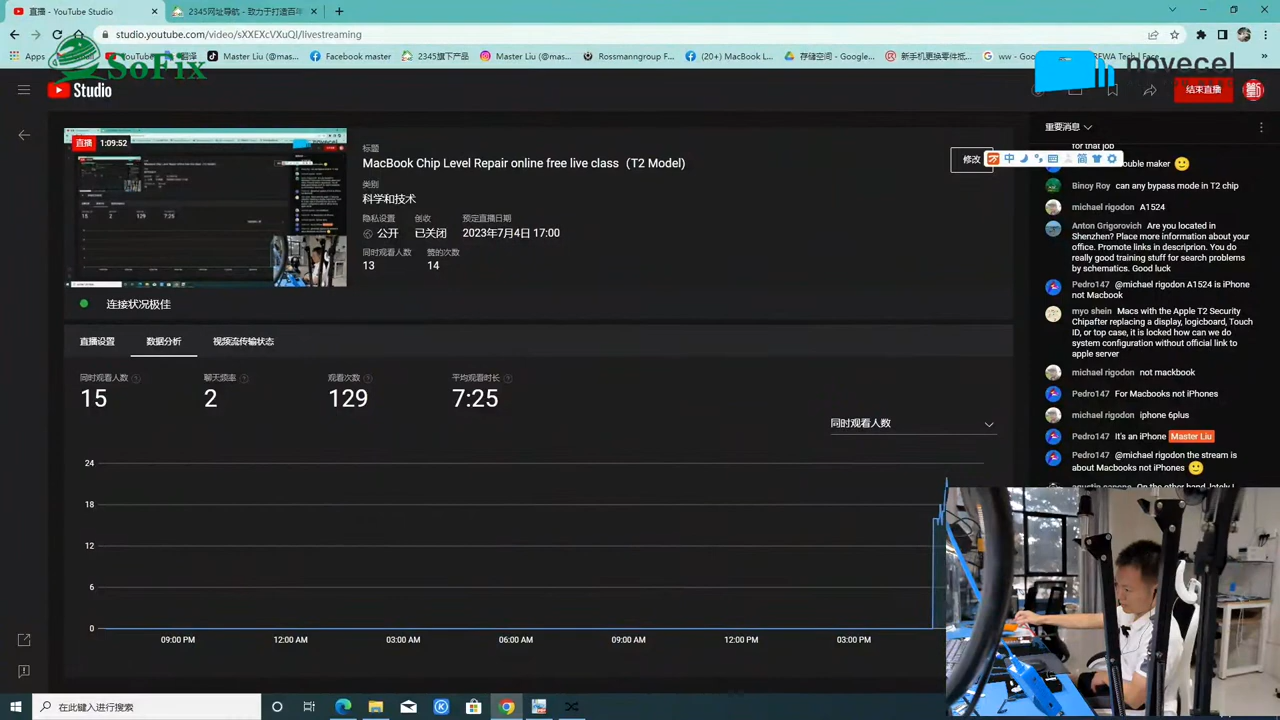 直播 - YouTube Studio
2345网址导航 - 致力于打造百年
studio.youtube.com/video/sXXEXcVXuQI/livestreaming
Apps
翻译
Master Liu (@mas...
Facebook master
2345旗下产品
Master Liu (@mas...
Rossmanngroup F...
(20+) MacBook L...
存储空间 - Google...
新手机更换零件抵...
ww - Goog
REWA Tech | Face...
SoFix
novecel
Studio
结束直播
直播
1:09:52
标题
MacBook Chip Level Repair online free live class（T2 Model)
类别
科学和技术
隐私设置
创收
预定直播日期
公开
已关闭
2023年7月4日 17:00
同时观看人数
赞的次数
13
14
修改
连接状况极佳
直播设置
数据分析
视频流传输状态
同时观看人数
聊天频率
观看次数
平均观看时长
15
2
129
7:25
同时观看人数
24
18
12
6
0
09:00 PM
12:00 AM
03:00 AM
06:00 AM
09:00 AM
12:00 PM
03:00 PM
重要消息
for that job
中
简
ouble maker
Binoy Roy can any bypass mode in T2 chip
michael rigodon A1524
Anton Grigorovich Are you located in
Shenzhen? Place more information about your
office. Promote links in descriprion. You do
really good training stuff for search problems
by schematics. Good luck
Pedro147 @michael rigodon A1524 is iPhone
not Macbook
myo shein Macs with the Apple T2 Security
Chipafter replacing a display, logicboard, Touch
ID, or top case, it is locked how can we do
system configuration without official link to
apple server
michael rigodon not mackbook
Pedro147 For Macbooks not iPhones
michael rigodon iphone 6plus
Pedro147 It's an iPhone Master Liu
Pedro147 @michael rigodon the stream is
about Macbooks not iPhones
在此键入进行搜索